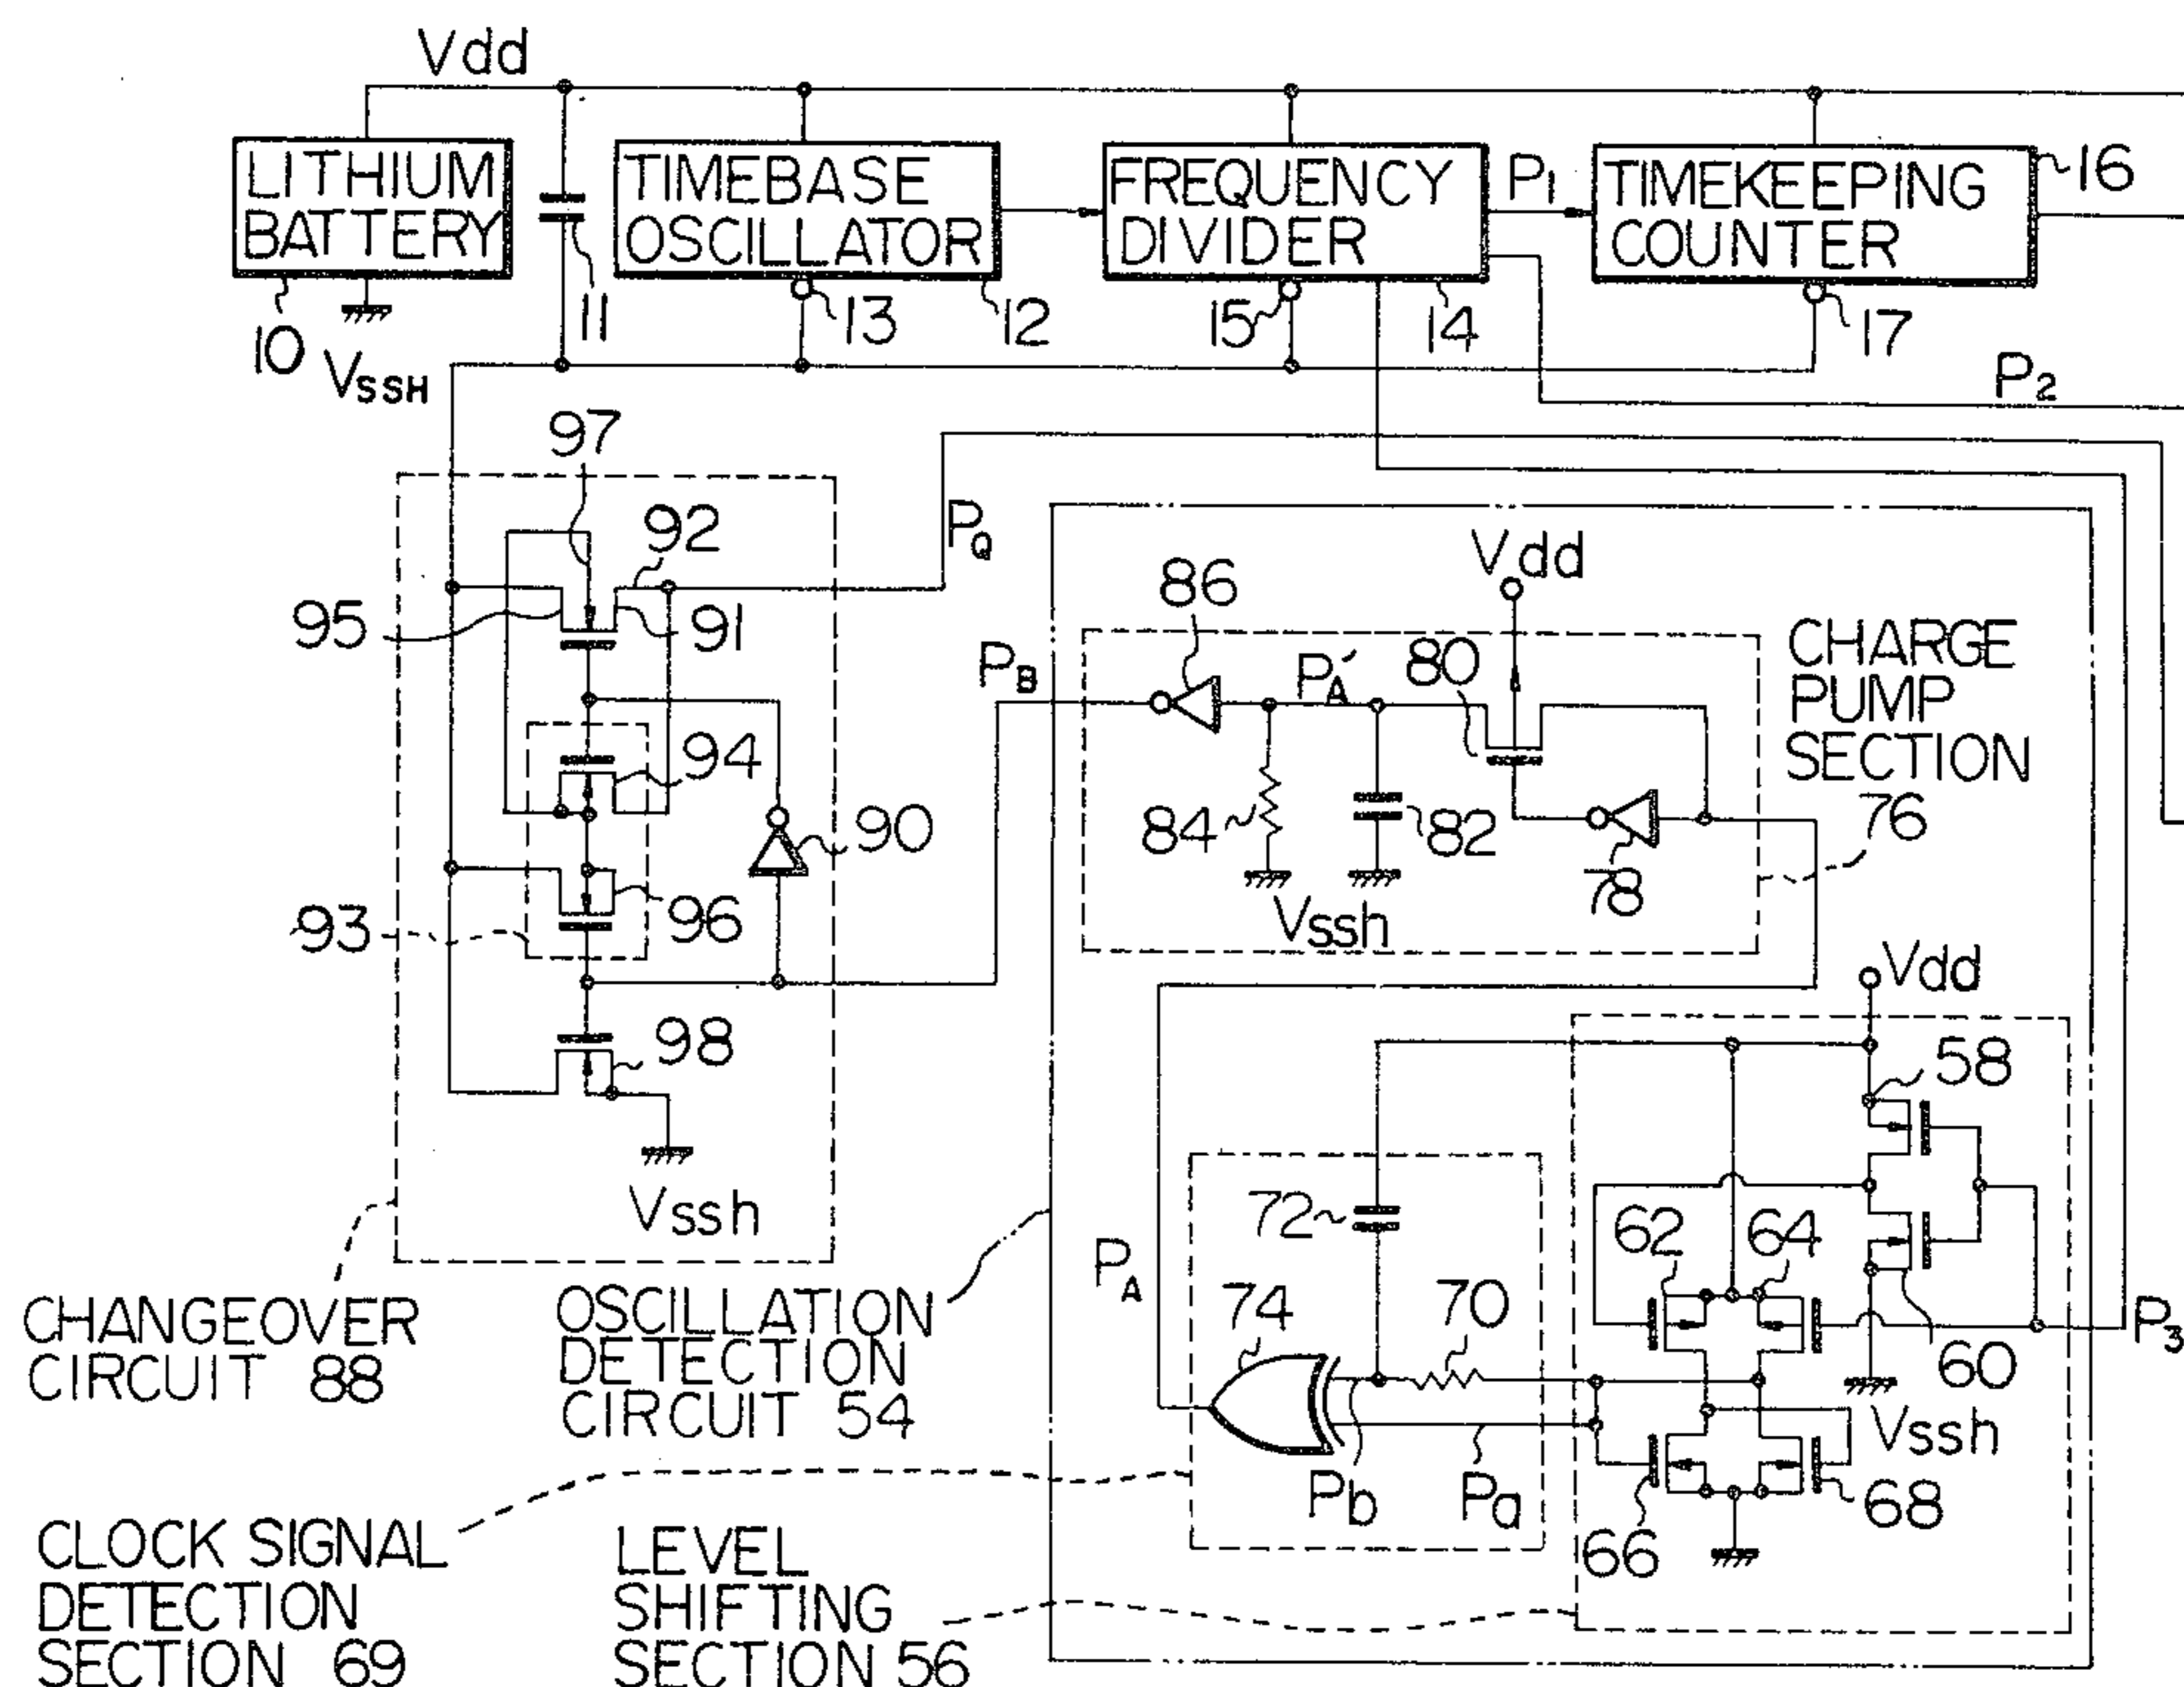 Vdd
LITHIUM
BATTERY
TIMEBASE
OSCILLATOR
FREQUENCY
DIVIDER
P1
TIMEKEEPING
COUNTER
16
10
11
13
12
15
14
17
VSSH
P2
97
92
PQ
95
91
94
90
93
96
98
Vssh
CHANGEOVER
CIRCUIT 88
86
Vdd
PB
PA'
80
CHARGE
PUMP
SECTION
76
84
82
78
Vssh
Vdd
58
72
62
64
PA
74
70
60
P3
Vssh
Pb
Pa
66
68
OSCILLATION
DETECTION
CIRCUIT 54
CLOCK SIGNAL
DETECTION
SECTION 69
LEVEL
SHIFTING
SECTION 56